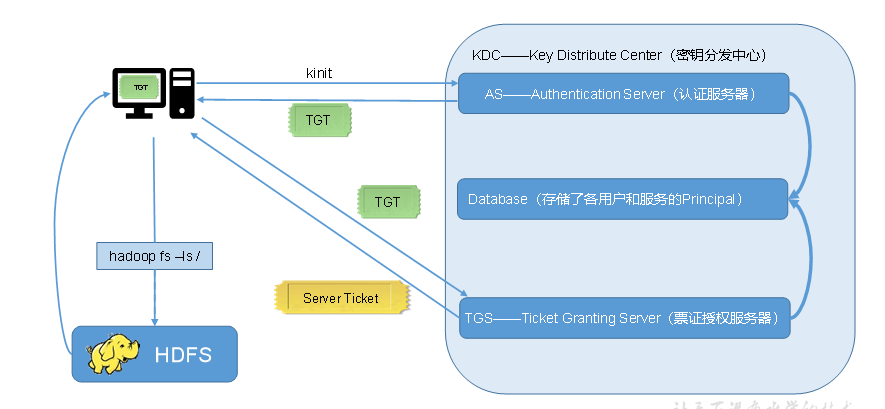 KDC——Key Distribute Center（密钥分发中心）
kinit
TGT
AS——Authentication Server（认证服务器）
TGT
Database（存储了各用户和服务的Principal）
TGT
hadoop fs –ls /
Server Ticket
TGS——Ticket Granting Server（票证授权服务器）
HDFS